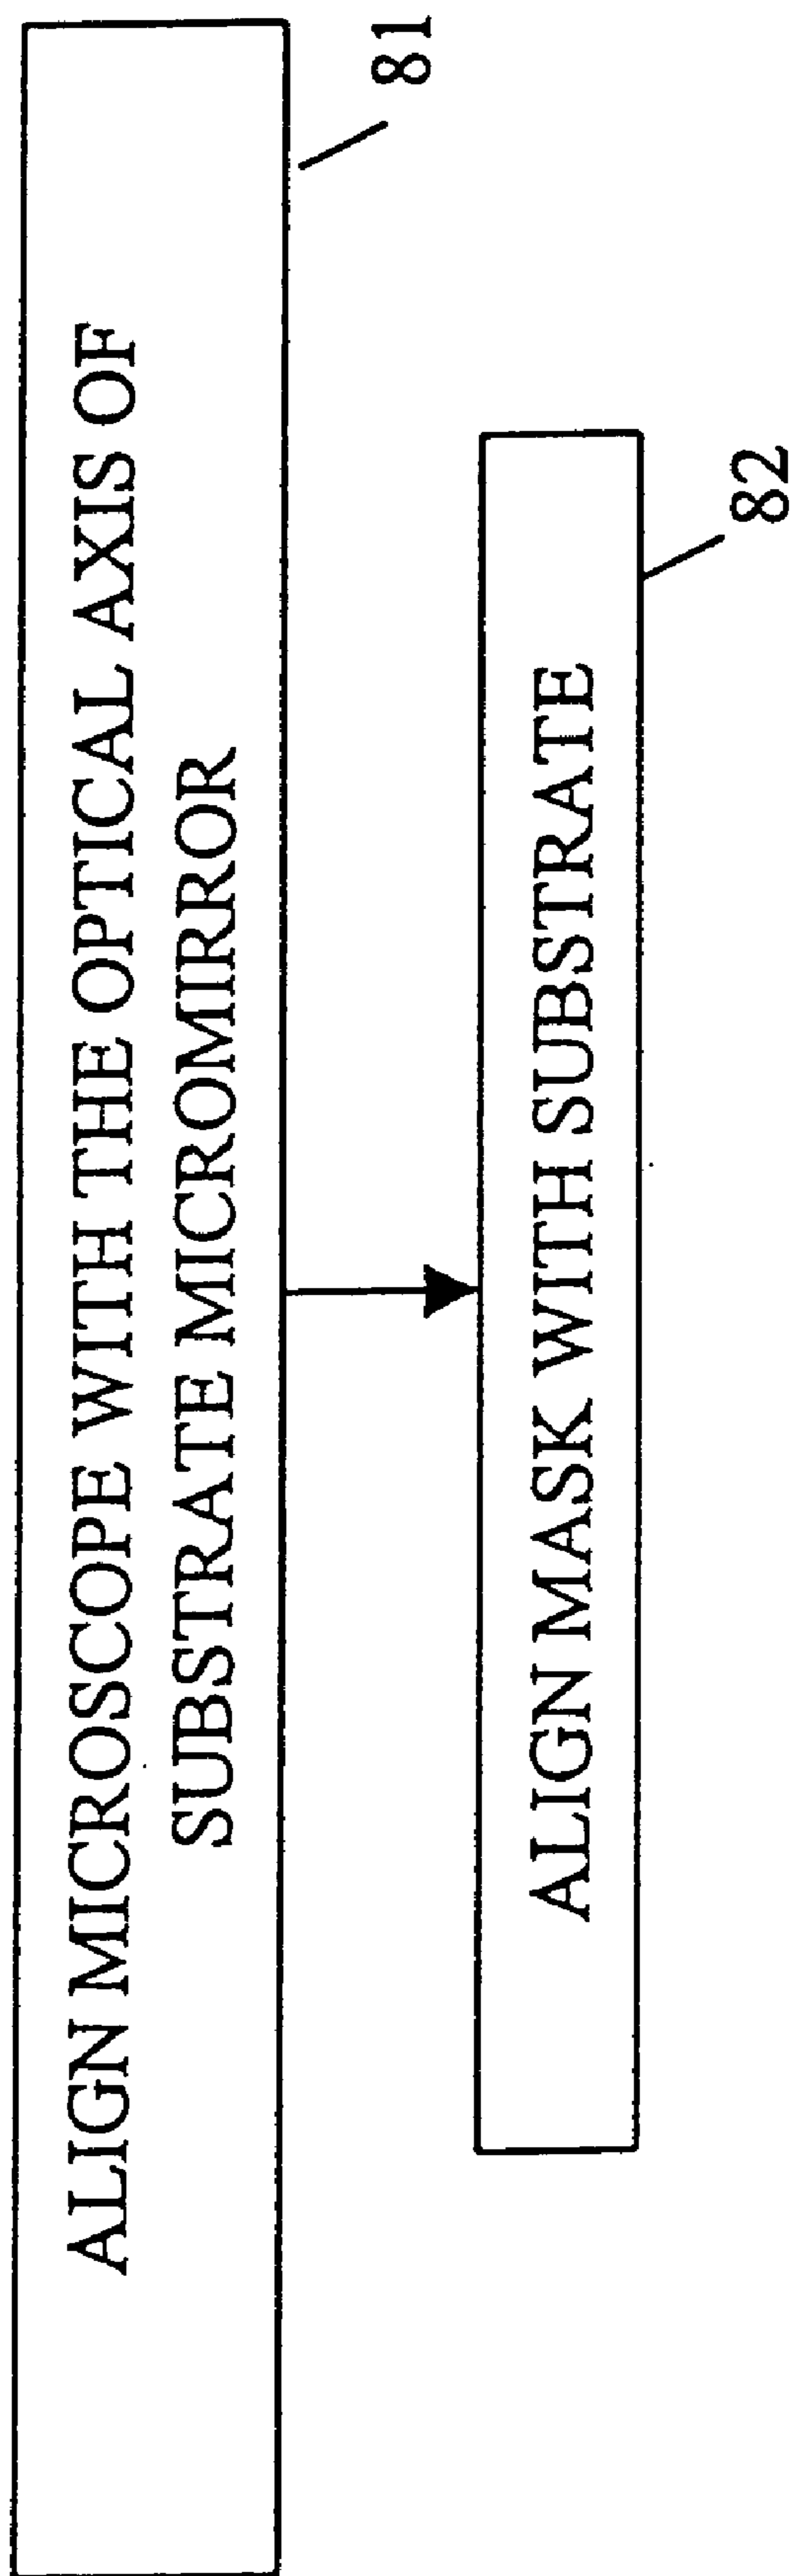 ALIGN MICROSCOPE WITH THE OPTICAL AXIS OF
SUBSTRATE MICROMIRROR
81
ALIGN MASK WITH SUBSTRATE
82